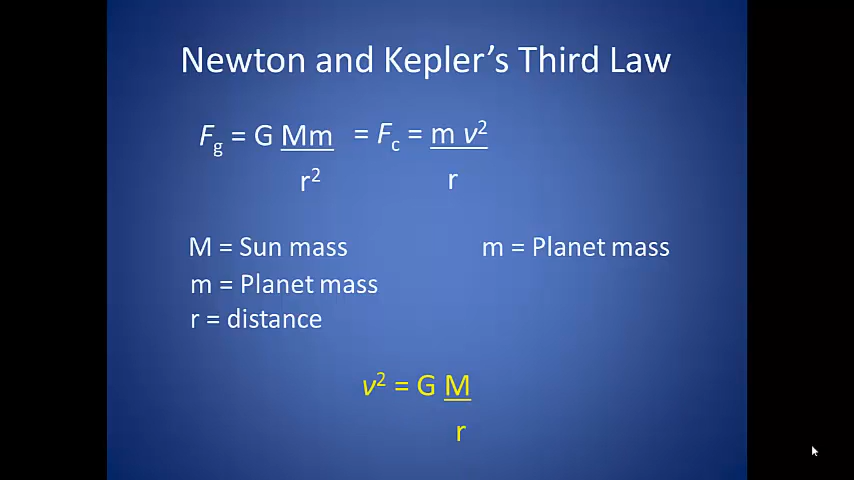 Newton and Kepler's Third Law
Fg = G Mm = Fc = m v²
r² r
M = Sun mass m = Planet mass
m = Planet mass
r = distance
v² = G M
r